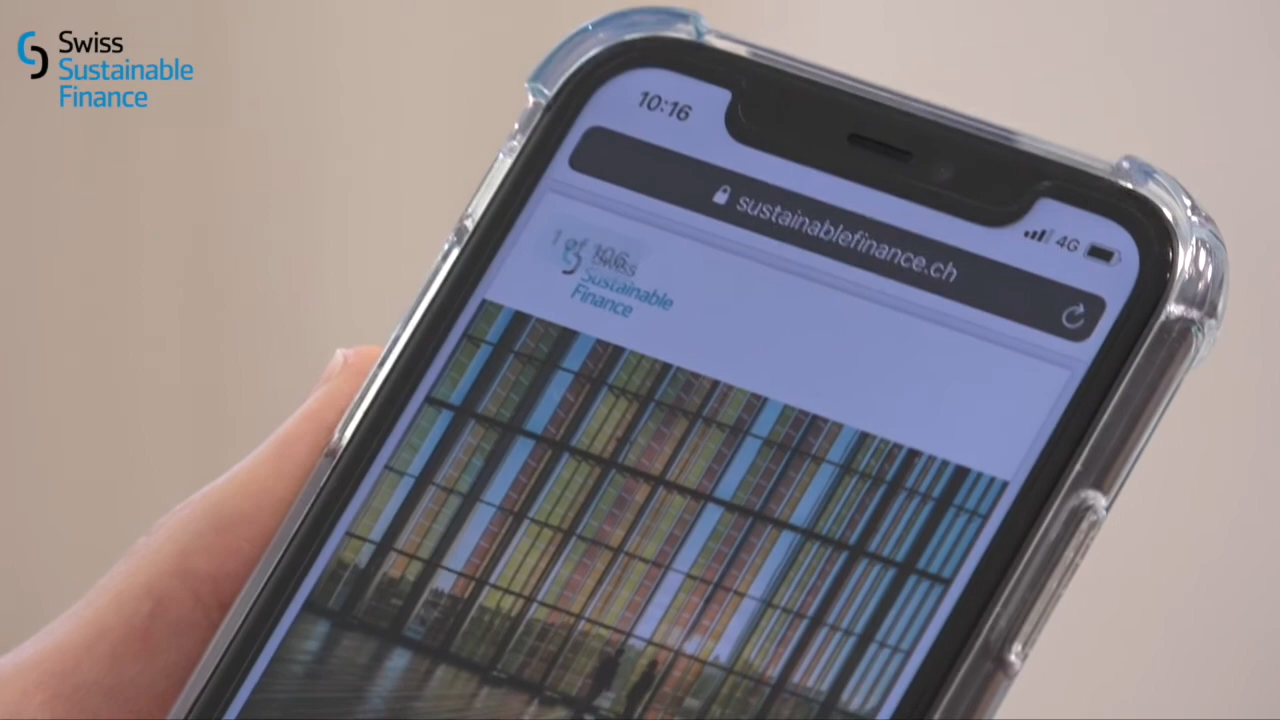 Swiss
Sustainable
Finance
10:16
sustainablefinance.ch
4G
1 of 106
Swiss
Sustainable
Finance